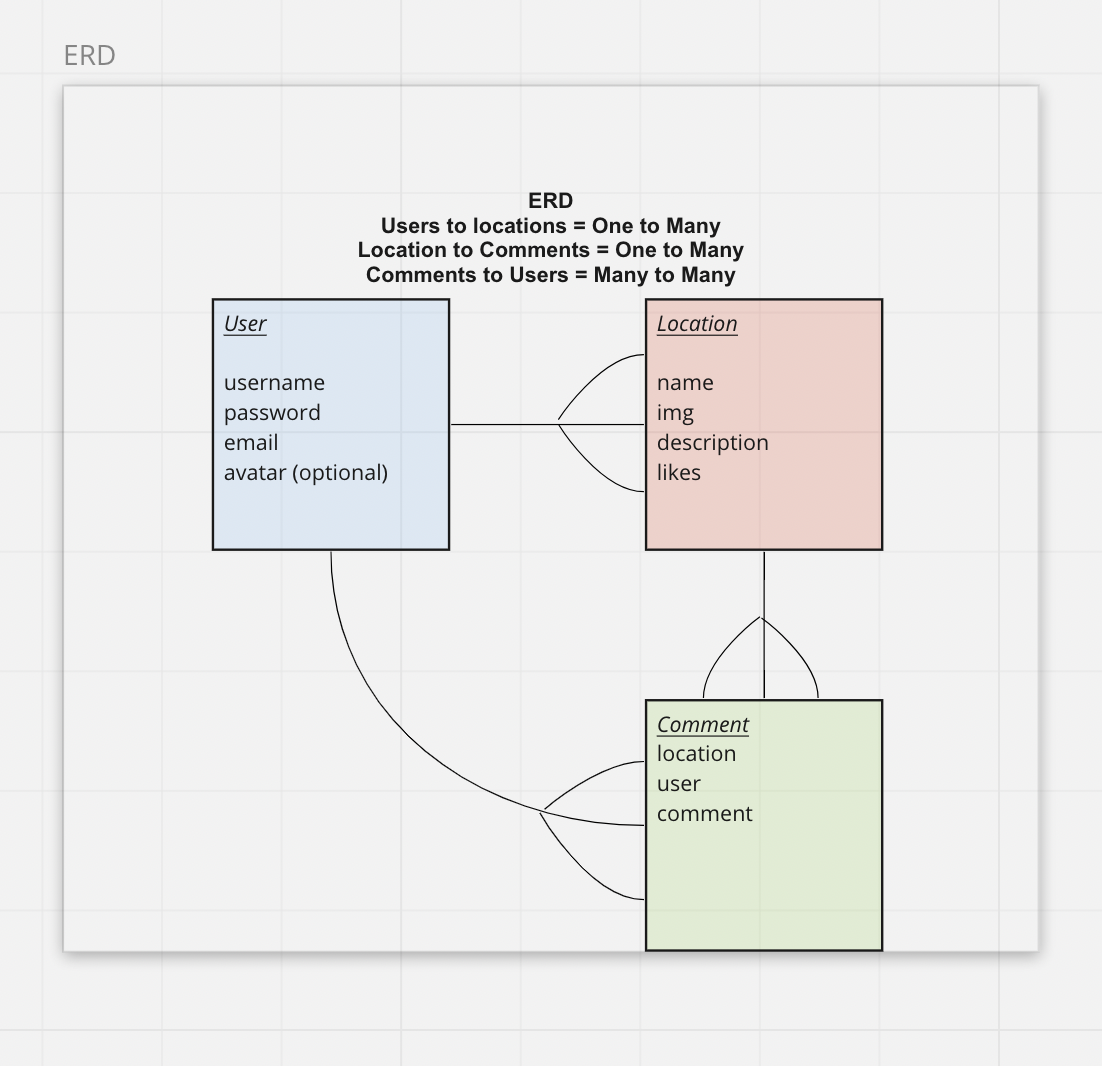 ERD
ERD
Users to locations = One to Many
Location to Comments = One to Many
Comments to Users = Many to Many
User
username
password
email
avatar (optional)
Location
name
img
description
likes
Comment
location
user
comment